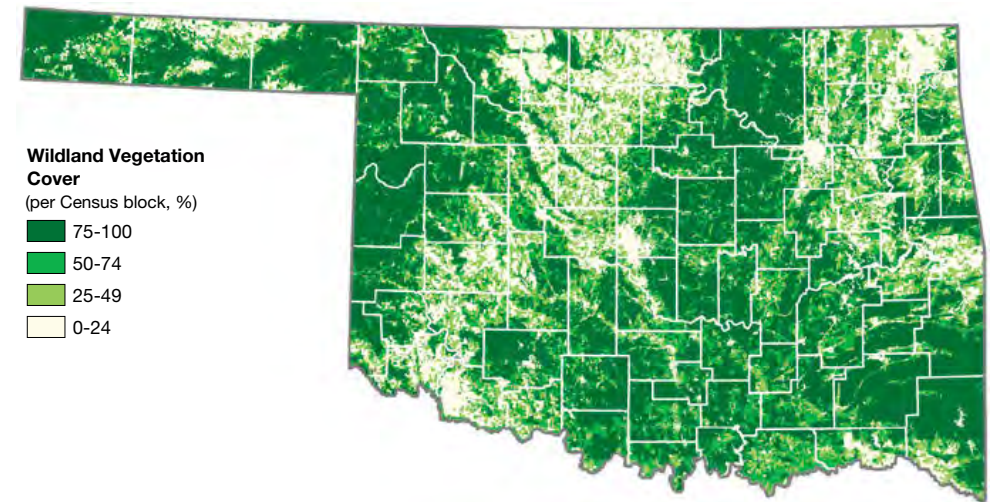 Wildland Vegetation
Cover
(per Census block, %)
75-100
50-74
25-49
0-24